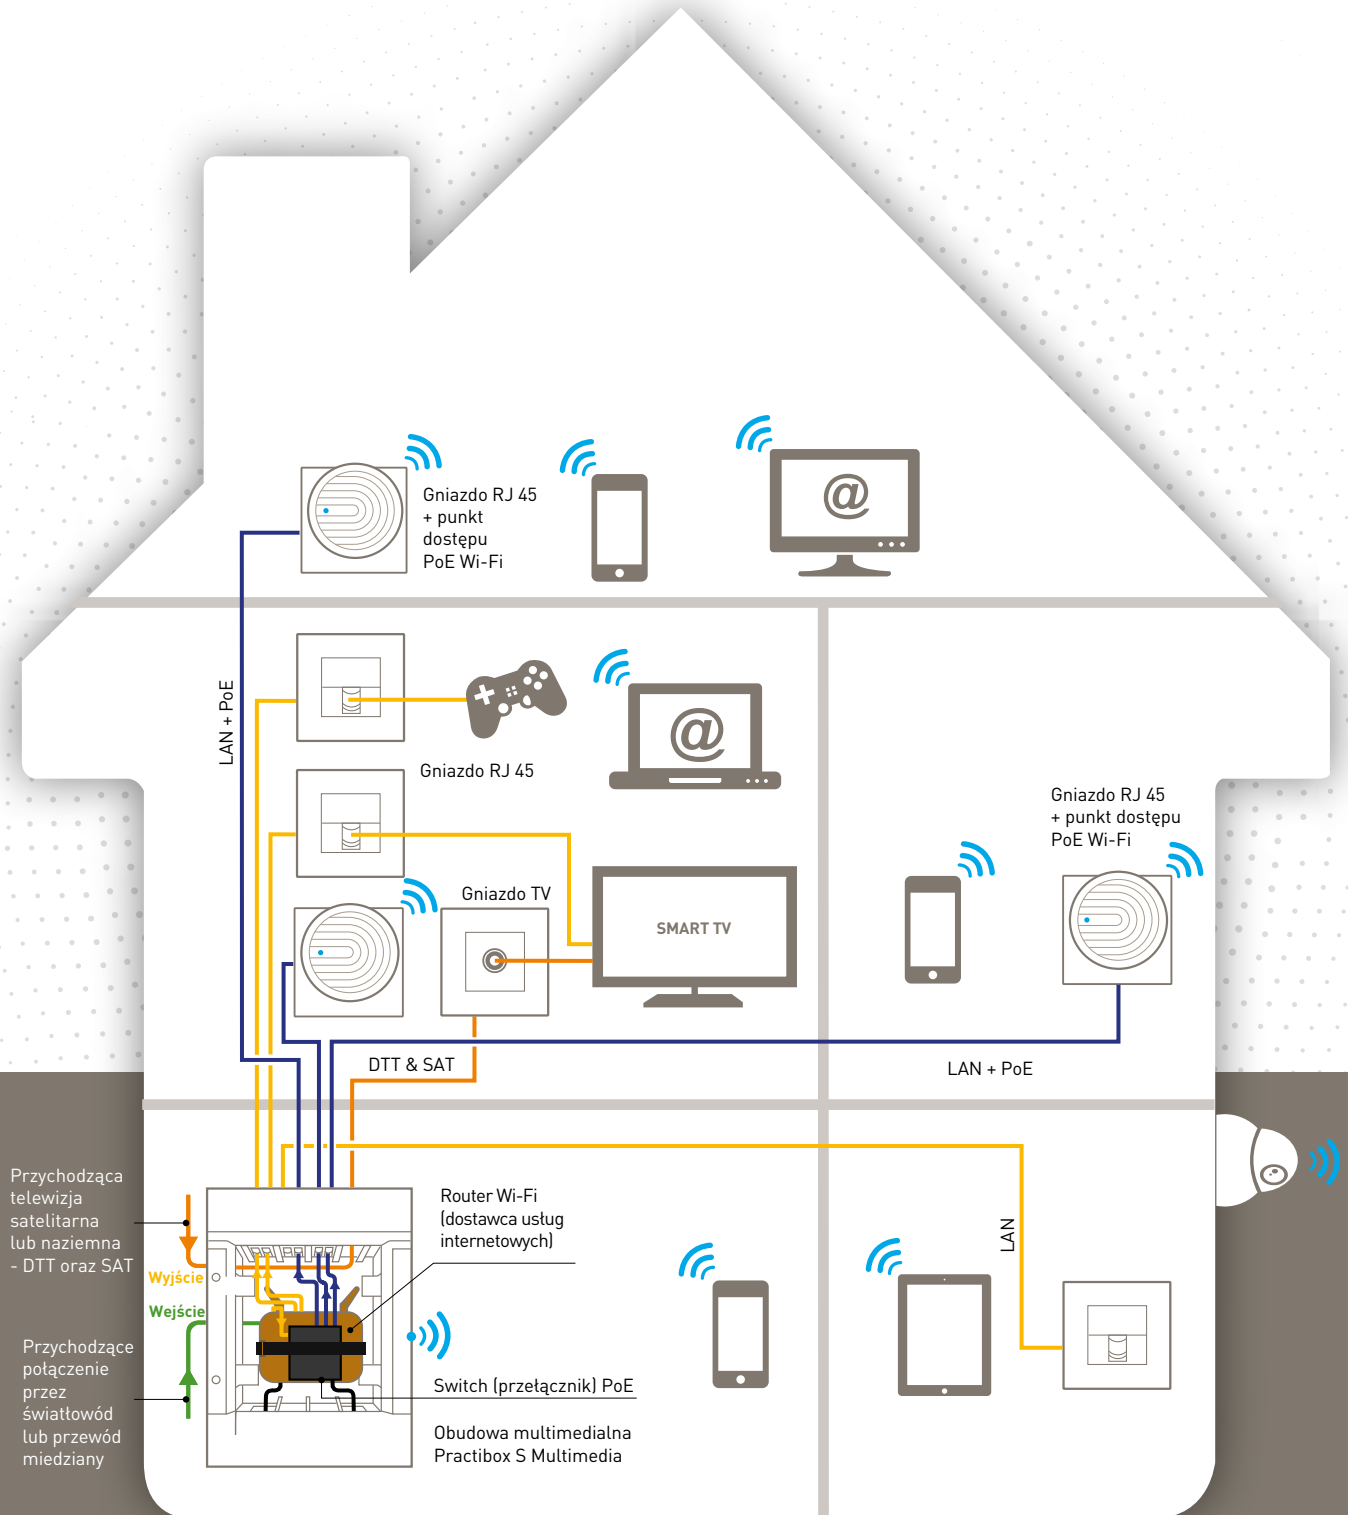 Gniazdo RJ 45
+ punkt
dostępu
PoE Wi-Fi
@
LAN + PoE
@
Gniazdo RJ 45
Gniazdo RJ 45
+ punkt dostępu
PoE Wi-Fi
Gniazdo TV
SMART TV
DTT & SAT
LAN + PoE
Przychodząca
telewizja
satelitarna
lub naziemna
- DTT oraz SAT
Router Wi-Fi
(dostawca usług
internetowych)
LAN
Wyjście
Wejście
Przychodzące
połączenie
przez
światłowód
lub przewód
miedziany
Switch (przełącznik) PoE
Obudowa multimedialna
Practibox S Multimedia